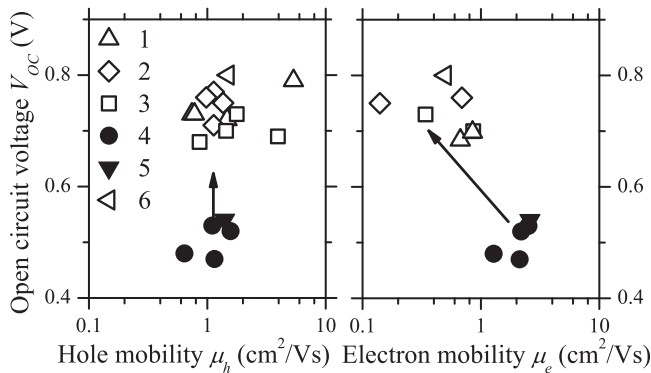 Open circuit voltage V_OC (V)
0.8
0.6
0.4
1
2
3
4
5
6
0.1 1 10
0.1 1 10
0.8
0.6
0.4
Hole mobility μ_h (cm²/Vs)
Electron mobility μ_e (cm²/Vs)